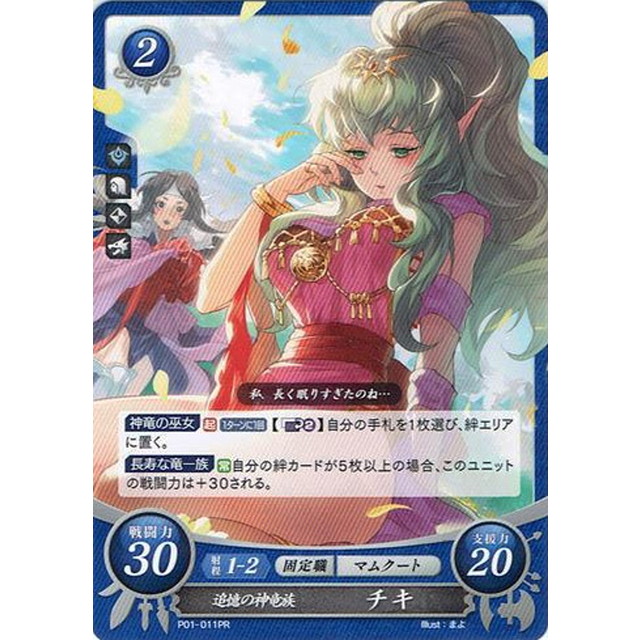 2
私、長く眠りすぎたのね…
神竜の巫女 起 1ターンに1回【2】自分の手札を1枚選び、絆エリア
に置く。
長寿な竜一族 常 自分の絆カードが5枚以上の場合、このユニット
の戦闘力は+30される。
戦闘力
30
射程 1-2 固定職 マムクート
支援力
20
追憶の神竜族 チキ
P01-011PR Illust:まよ